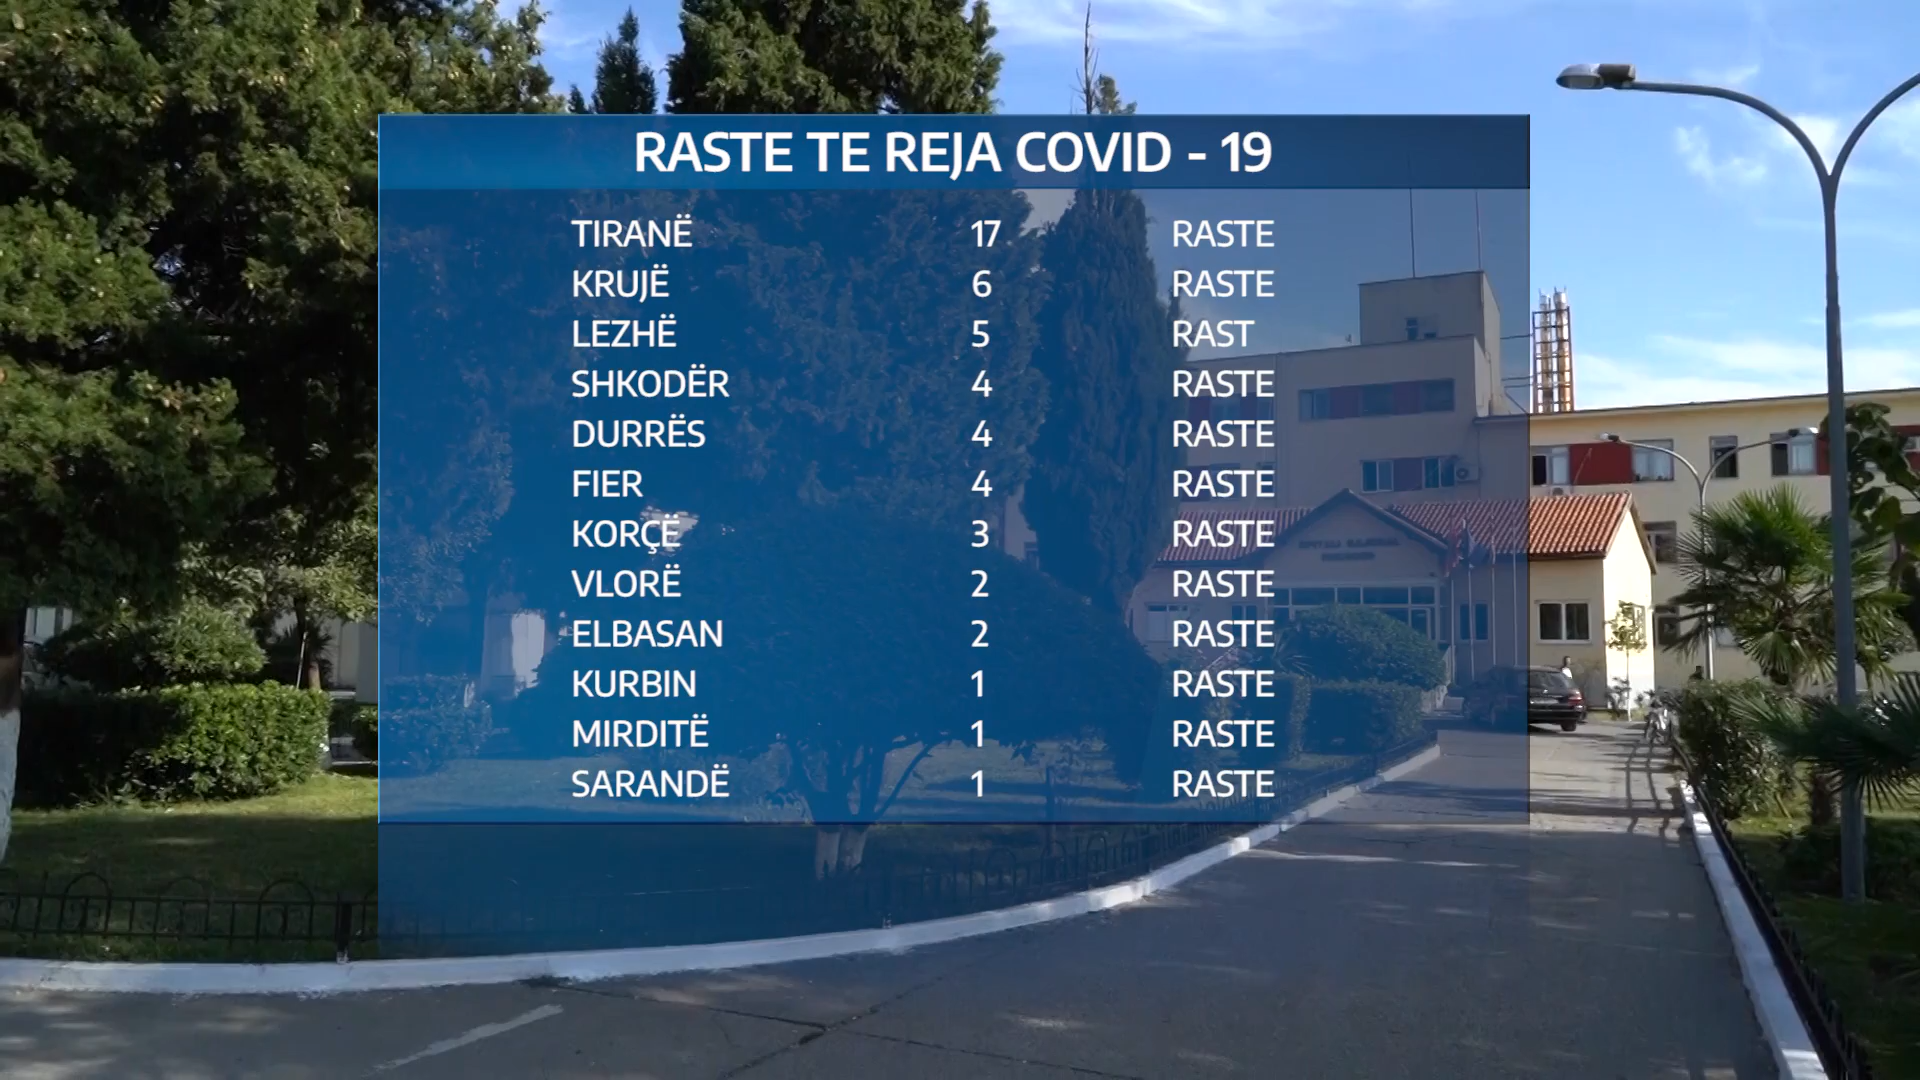 RASTE TE REJA COVID - 19
TIRANË 17 RASTE
KRUJË 6 RASTE
LEZHË 5 RAST
SHKODËR 4 RASTE
DURRËS 4 RASTE
FIER 4 RASTE
KORÇË 3 RASTE
VLORË 2 RASTE
ELBASAN 2 RASTE
KURBIN 1 RASTE
MIRDITË 1 RASTE
SARANDË 1 RASTE